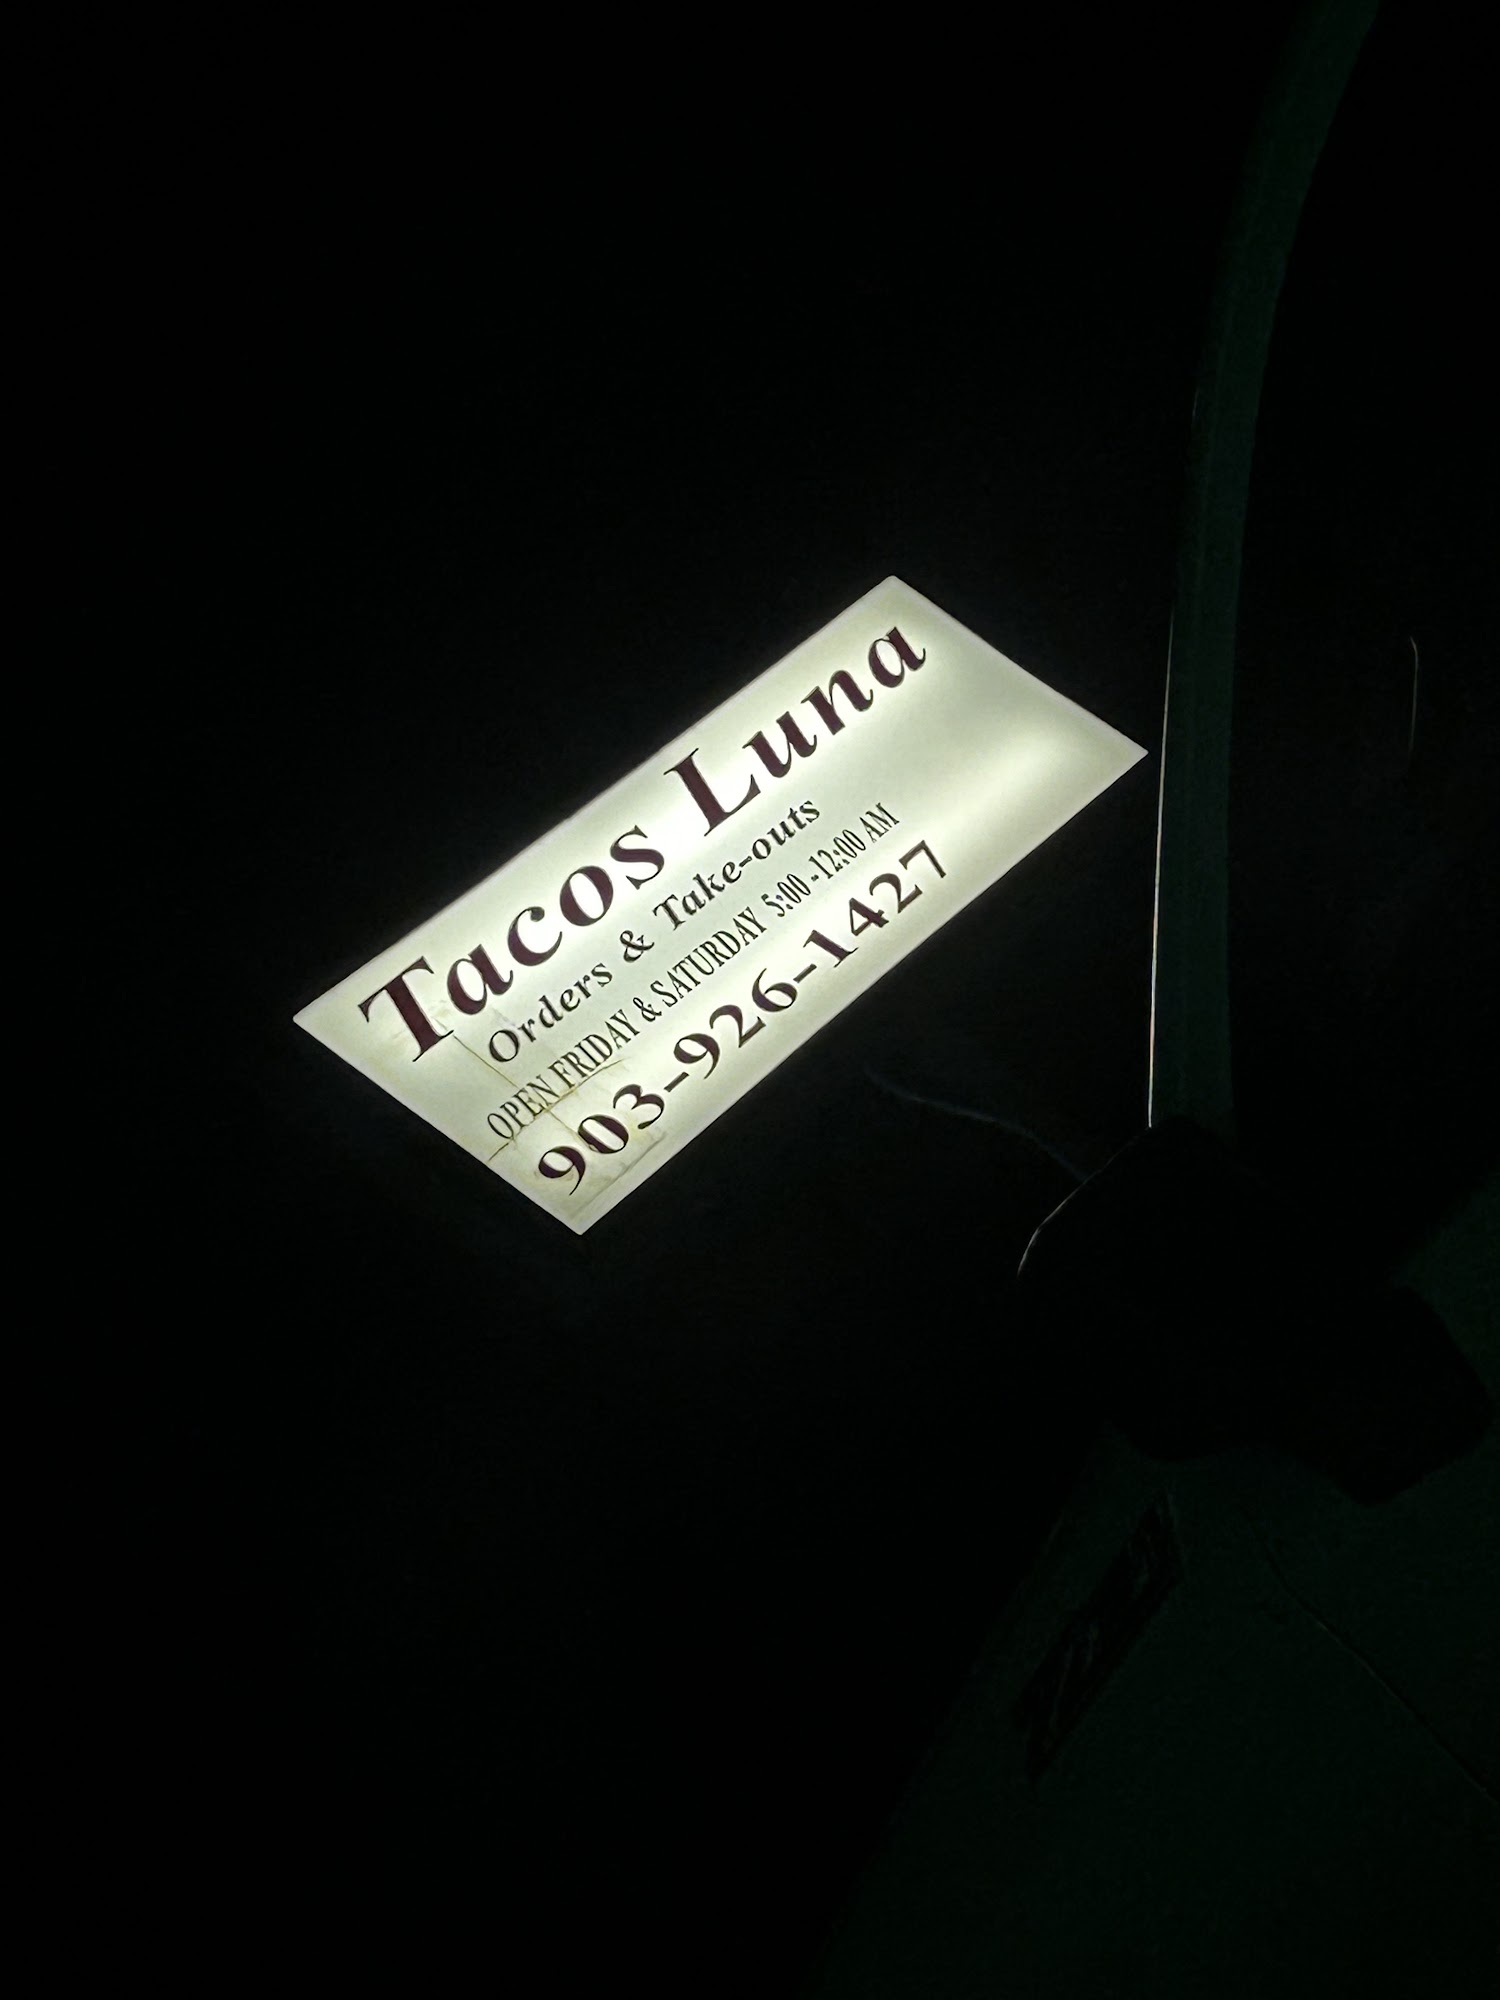 Tacos Luna
Orders & Take-outs
OPEN FRIDAY & SATURDAY 5:00 -12:00 AM
903-926-1427